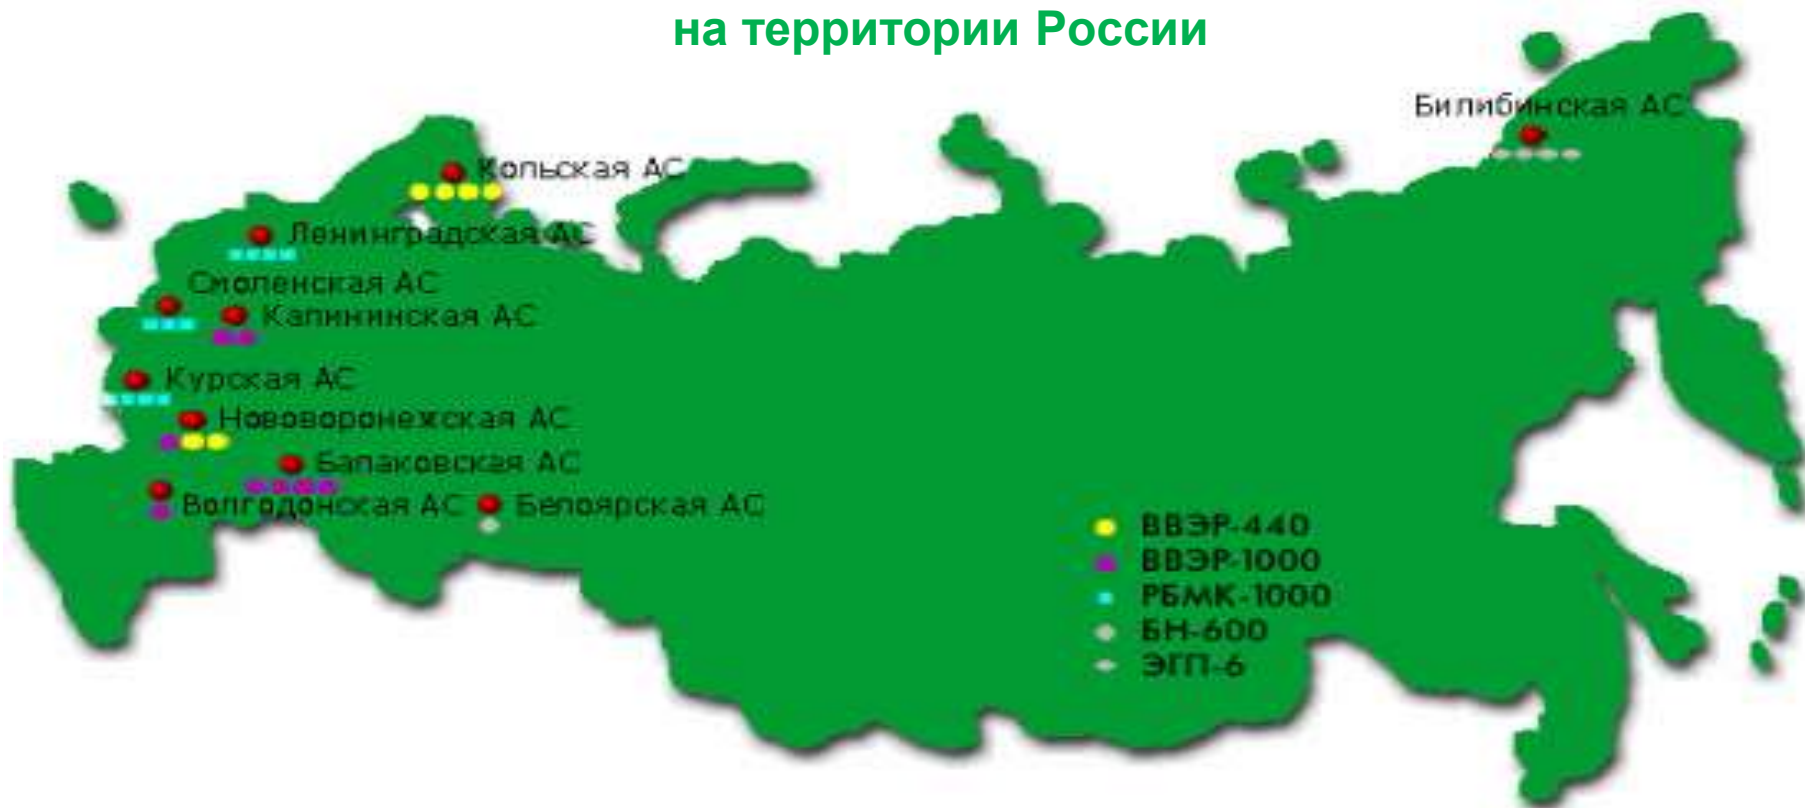 на территории России
Билибинская АС
Кольская АС
Ленинградская АС
Смоленская АС
Калининская АС
Курская АС
Нововоронежская АС
Балаковская АС
Волгодонская АС
Белоярская АС
ВВЭР-440
ВВЭР-1000
РБМК-1000
БН-600
ЭГП-6